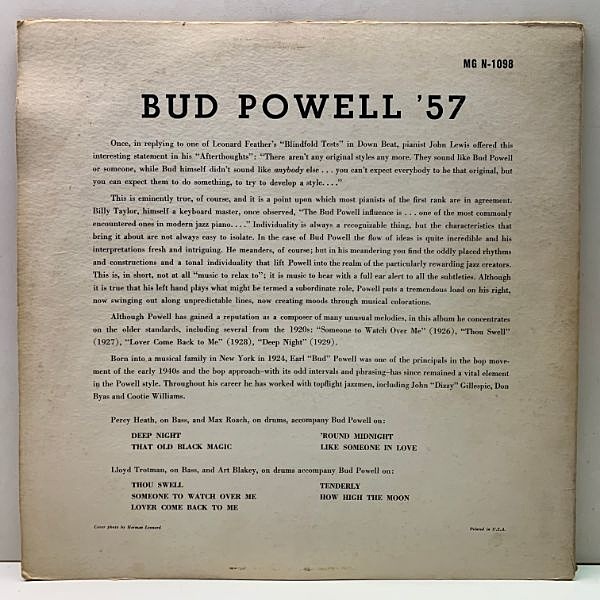 MG N-1098
BUD POWELL '57
Once, in replying to one of Leonard Feather's "Blindfold Tests" in Down Beat, pianist John Lewis offered this
interesting statement in his "Afterthoughts": "There aren't any original styles any more. They sound like Bud Powell
or someone, while Bud himself didn't sound like anybody else . . . you can't expect everybody to be that original, but
you can expect them to do something, to try to develop a style. . . ."
This is eminently true, of course, and it is a point upon which most pianists of the first rank are in agreement.
Billy Taylor, himself a keyboard master, once observed, "The Bud Powell influence is . . . one of the most commonly
encountered ones in modern jazz piano. . . ." Individuality is always a recognizable thing, but the characteristics that
bring it about are not always easy to isolate. In the case of Bud Powell the flow of ideas is quite incredible and his
interpretations fresh and intriguing. He meanders, of course; but in his meandering you find the oddly placed rhythms
and constructions and a tonal individuality that lift Powell into the realm of the particularly rewarding jazz creators.
This is, in short, not at all "music to relax to"; it is music to hear with a full ear alert to all the subtleties. Although
it is true that his left hand plays what might be termed a subordinate role, Powell puts a tremendous load on his right,
now swinging out along unpredictable lines, now creating moods through musical colorations.
Although Powell has gained a reputation as a composer of many unusual melodies, in this album he concentrates
on the older standards, including several from the 1920s: "Someone to Watch Over Me" (1926), "Thou Swell"
(1927), "Lover Come Back to Me" (1928), "Deep Night" (1929).
Born into a musical family in New York in 1924, Earl "Bud" Powell was one of the principals in the bop move-
ment of the early 1940s and the bop approach—with its odd intervals and phrasing—has since remained a vital element
in the Powell style. Throughout his career he has worked with topflight jazzmen, including John "Dizzy" Gillespie, Don
Byas and Cootie Williams.
Percy Heath, on Bass, and Max Roach, on drums, accompany Bud Powell on:
DEEP NIGHT 'ROUND MIDNIGHT
THAT OLD BLACK MAGIC LIKE SOMEONE IN LOVE
Lloyd Trotman, on Bass, and Art Blakey, on drums accompany Bud Powell on:
THOU SWELL TENDERLY
SOMEONE TO WATCH OVER ME HOW HIGH THE MOON
LOVER COME BACK TO ME
Cover photo by Herman Leonard Printed in U.S.A.